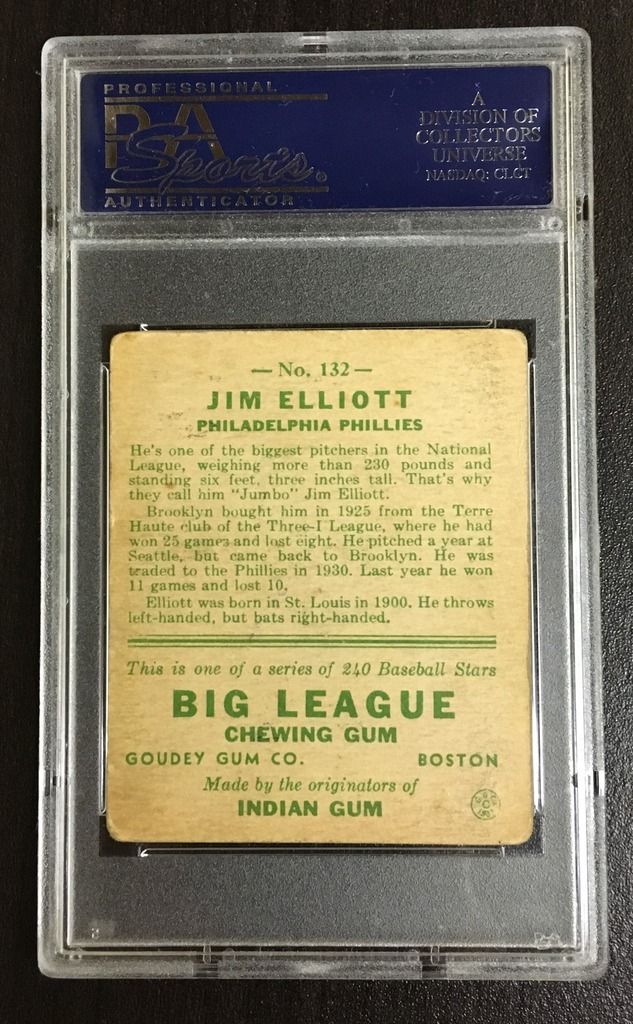 PROFESSIONAL
PSA
Sports
AUTHENTICATOR
A
DIVISION OF
COLLECTORS
UNIVERSE
NASDAQ: CLCT
— No. 132 —
JIM ELLIOTT
PHILADELPHIA PHILLIES
He's one of the biggest pitchers in the National
League, weighing more than 230 pounds and
standing six feet, three inches tall. That's why
they call him "Jumbo" Jim Elliott.
Brooklyn bought him in 1925 from the Terre
Haute club of the Three-I League, where he had
won 25 games and lost eight. He pitched a year at
Seattle, but came back to Brooklyn. He was
traded to the Phillies in 1930. Last year he won
11 games and lost 10.
Elliott was born in St. Louis in 1900. He throws
left-handed, but bats right-handed.
This is one of a series of 240 Baseball Stars
BIG LEAGUE
CHEWING GUM
GOUDEY GUM CO. BOSTON
Made by the originators of
INDIAN GUM